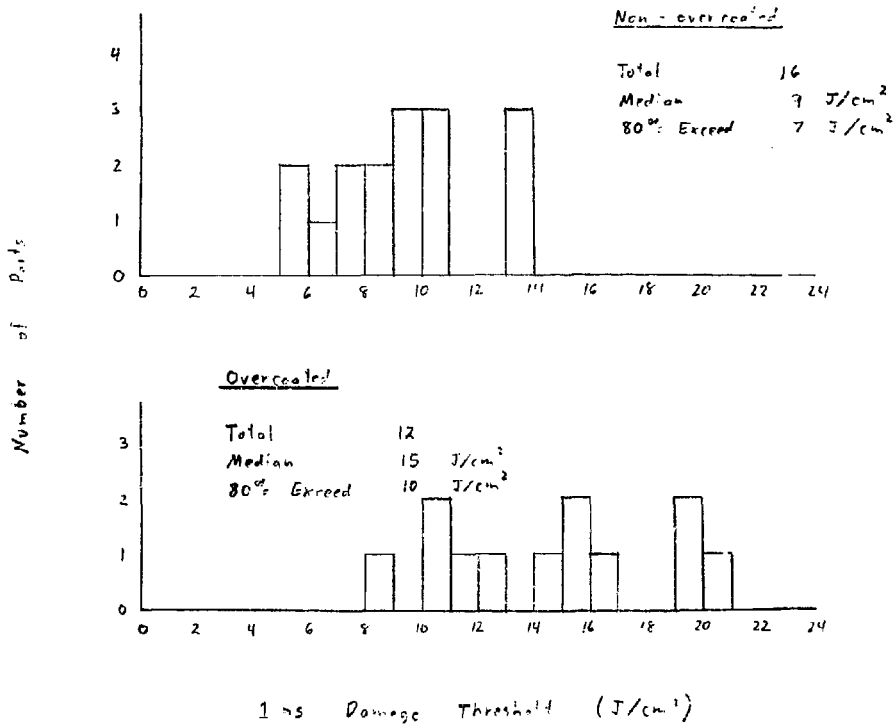 Non-overcoated
Total 16
Median 9 J/cm²
80% Exceed 7 J/cm²
4
3
2
1
0
0 2 4 6 8 10 12 14 16 18 20 22 24
Number of Parts
Overcoated
Total 12
Median 15 J/cm²
80% Exceed 10 J/cm²
3
2
1
0
0 2 4 6 8 10 12 14 16 18 20 22 24
1 ns Damage Threshold (J/cm²)